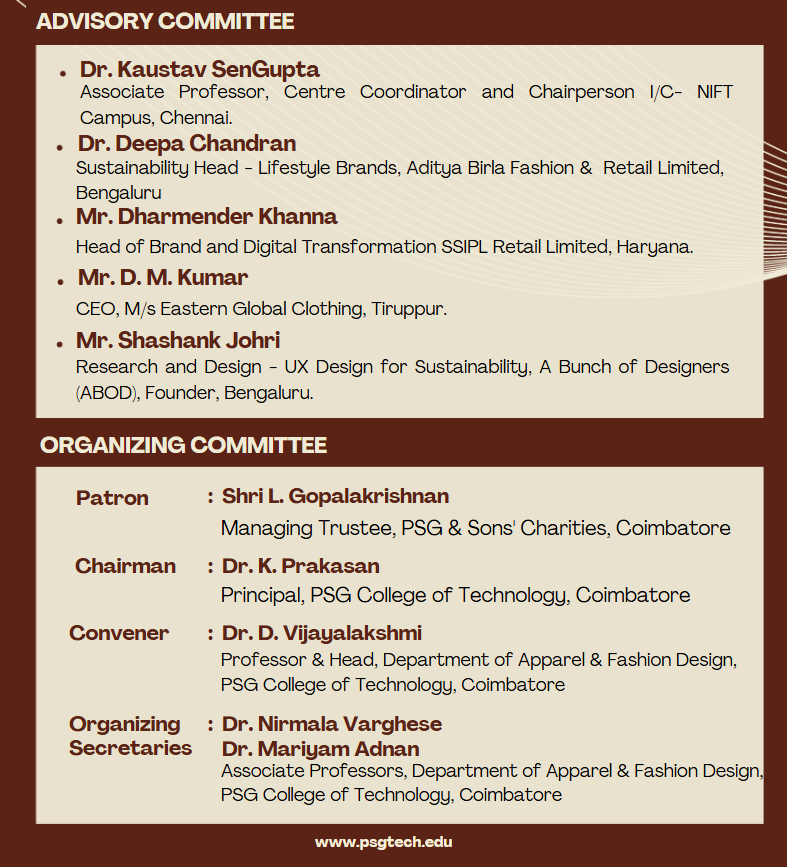 ADVISORY COMMITTEE
• Dr. Kaustav SenGupta
Associate Professor, Centre Coordinator and Chairperson I/C- NIFT
Campus, Chennai.
• Dr. Deepa Chandran
Sustainability Head - Lifestyle Brands, Aditya Birla Fashion & Retail Limited,
Bengaluru
• Mr. Dharmender Khanna
Head of Brand and Digital Transformation SSIPL Retail Limited, Haryana.
• Mr. D. M. Kumar
CEO, M/s Eastern Global Clothing, Tiruppur.
• Mr. Shashank Johri
Research and Design - UX Design for Sustainability, A Bunch of Designers
(ABOD), Founder, Bengaluru.
ORGANIZING COMMITTEE
Patron : Shri L. Gopalakrishnan
Managing Trustee, PSG & Sons' Charities, Coimbatore
Chairman : Dr. K. Prakasan
Principal, PSG College of Technology, Coimbatore
Convener : Dr. D. Vijayalakshmi
Professor & Head, Department of Apparel & Fashion Design,
PSG College of Technology, Coimbatore
Organizing : Dr. Nirmala Varghese
Secretaries Dr. Mariyam Adnan
Associate Professors, Department of Apparel & Fashion Design,
PSG College of Technology, Coimbatore
www.psgtech.edu